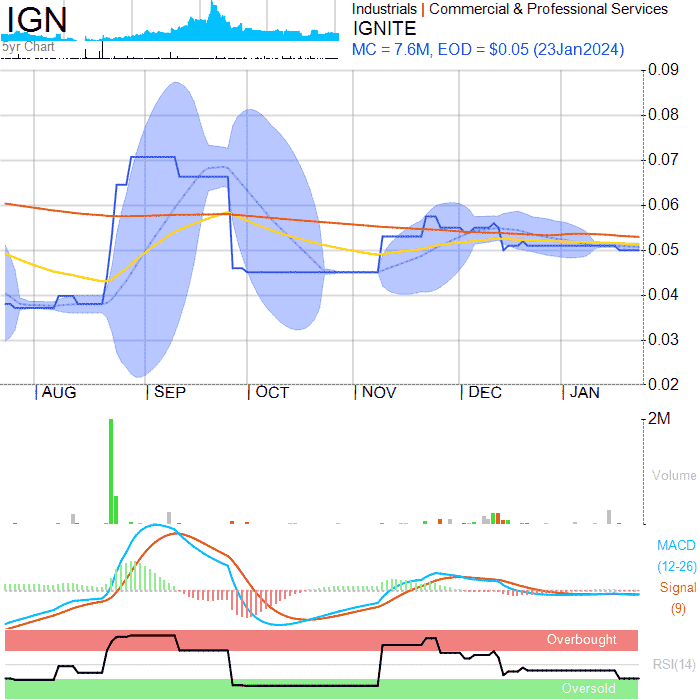 IGN
5yr Chart
Industrials | Commercial & Professional Services
IGNITE
MC = 7.6M, EOD = $0.05 (23Jan2024)
0.09
0.08
0.07
0.06
0.05
0.04
0.03
0.02
AUG SEP OCT NOV DEC JAN
2M
Volume
MACD
(12-26)
Signal
(9)
Overbought
RSI(14)
Oversold